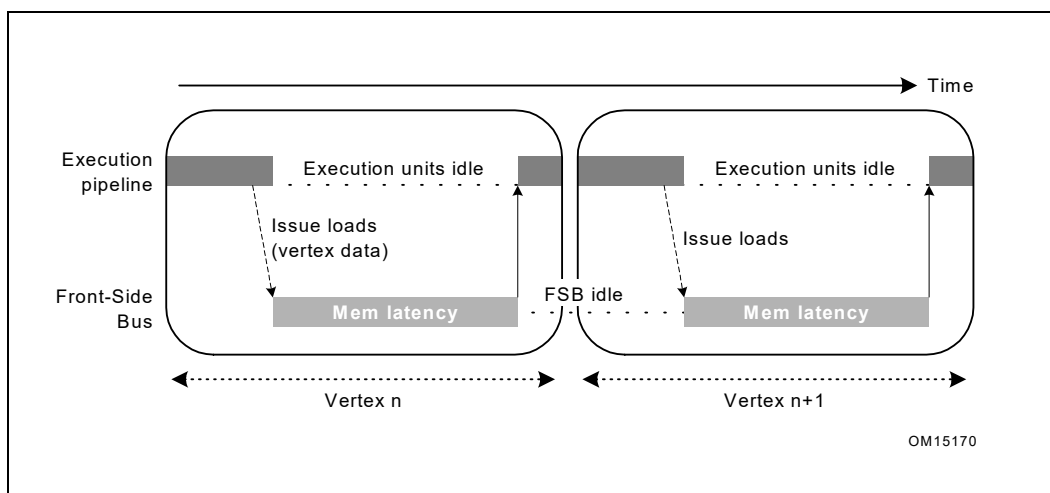 Time
Execution
pipeline
Execution units idle
Execution units idle
Issue loads
(vertex data)
Issue loads
Front-Side
Bus
Mem latency
FSB idle
Mem latency
Vertex n
Vertex n+1
OM15170